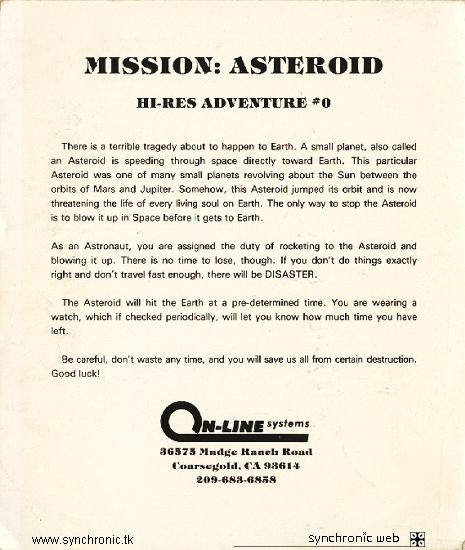 MISSION: ASTEROID
HI-RES ADVENTURE #0
There is a terrible tragedy about to happen to Earth. A small planet, also called
an Asteroid is speeding through space directly toward Earth. This particular
Asteroid was one of many small planets revolving about the Sun between the
orbits of Mars and Jupiter. Somehow, this Asteroid jumped its orbit and is now
threatening the life of every living soul on Earth. The only way to stop the Asteroid
is to blow it up in Space before it gets to Earth.
As an Astronaut, you are assigned the duty of rocketing to the Asteroid and
blowing it up. There is no time to lose, though. If you don't do things exactly
right and don't travel fast enough, there will be DISASTER.
The Asteroid will hit the Earth at a pre-determined time. You are wearing a
watch, which if checked periodically, will let you know how much time you have
left.
Be careful, don't waste any time, and you will save us all from certain destruction.
Good luck!
ON-LINE systems
36575 Mudge Ranch Road
Coarsegold, CA 93614
209-683-6858
www.synchronic.tk
synchronic web